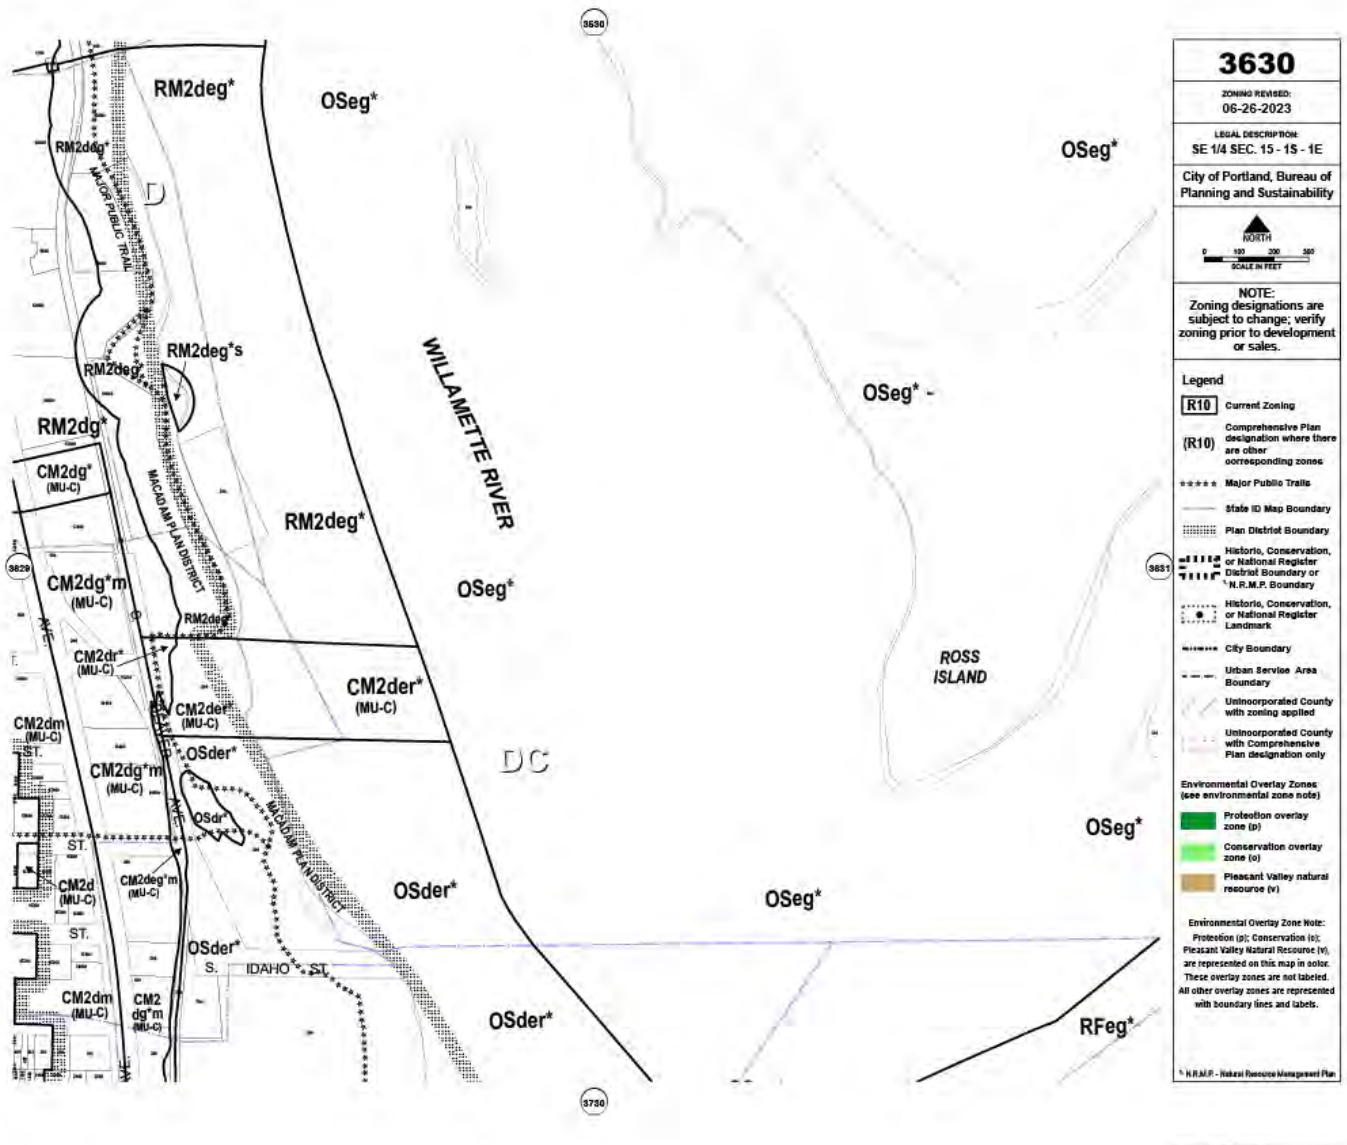 3530
RM2deg*
OSeg*
OSeg*
RM2deg*
MAJOR PUBLIC TRAIL
D
RM2deg*s
RM2deg*
RM2dg*
CM2dg*
(MU-C)
WILLAMETTE RIVER
OSeg*
MACADAM PLAN DISTRICT
RM2deg*
3629
3631
CM2dg*m
(MU-C)
OSeg*
AVE.
RM2deg*
CM2dr*
(MU-C)
ROSS
ISLAND
CM2der*
(MU-C)
CM2der*
(MU-C)
CM2dm
(MU-C)
ST.
OSder*
DC
CM2dg*m
(MU-C)
AVE.
OSdr*
MACADAM PLAN DISTRICT
OSeg*
ST.
CM2d
(MU-C)
CM2deg*m
(MU-C)
OSder*
OSeg*
ST.
OSder*
S. IDAHO ST.
CM2dm
(MU-C)
CM2
dg*m
(MU-C)
OSder*
RFeg*
AVE.
3730
3630
ZONING REVISED:
06-26-2023
LEGAL DESCRIPTION:
SE 1/4 SEC. 15 - 1S - 1E
City of Portland, Bureau of
Planning and Sustainability
NORTH
0 100 200 300
SCALE IN FEET
NOTE:
Zoning designations are
subject to change; verify
zoning prior to development
or sales.
Legend
R10 Current Zoning
(R10) Comprehensive Plan
designation where there
are other
corresponding zones
Major Public Trails
State ID Map Boundary
Plan District Boundary
Historic, Conservation,
or National Register
District Boundary or
*N.R.M.P. Boundary
Historic, Conservation,
or National Register
Landmark
City Boundary
Urban Service Area
Boundary
Unincorporated County
with zoning applied
Unincorporated County
with Comprehensive
Plan designation only
Environmental Overlay Zones
(see environmental zone note)
Protection overlay
zone (p)
Conservation overlay
zone (c)
Pleasant Valley natural
resource (v)
Environmental Overlay Zone Note:
Protection (p); Conservation (c);
Pleasant Valley Natural Resource (v),
are represented on this map in color.
These overlay zones are not labeled.
All other overlay zones are represented
with boundary lines and labels.
* N.R.M.P. - Natural Resource Management Plan